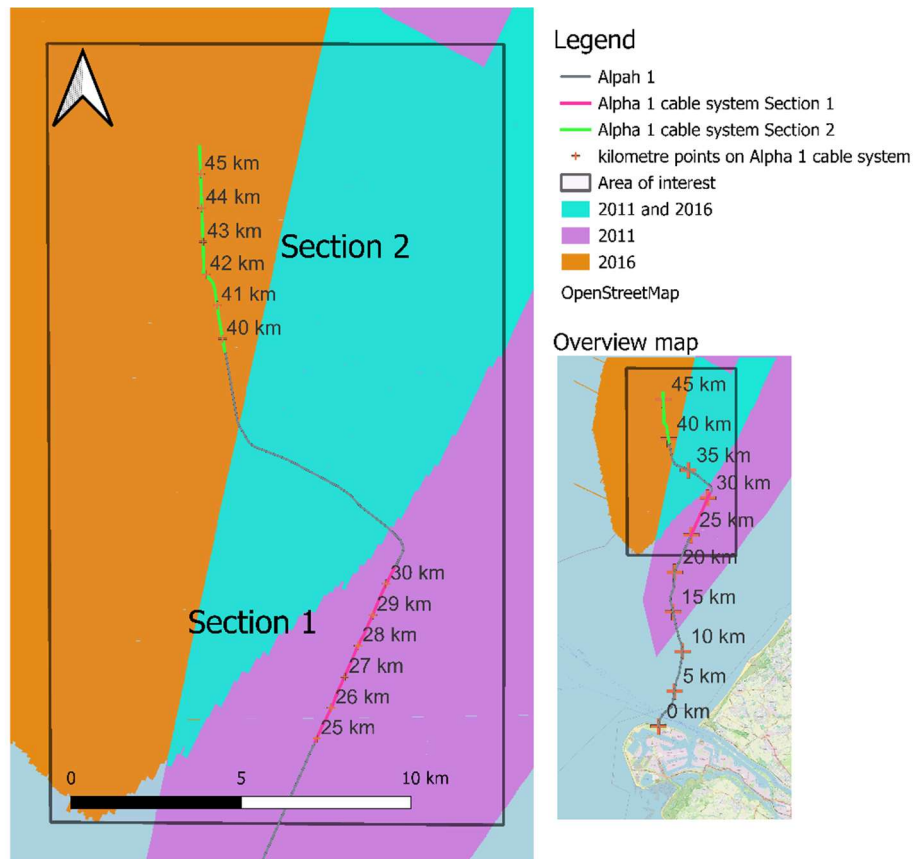 45 km
44 km
43 km
Section 2
42 km
41 km
40 km
30 km
Section 1
29 km
28 km
27 km
26 km
25 km
0
5
10 km
Legend
Alpah 1
Alpha 1 cable system Section 1
Alpha 1 cable system Section 2
kilometre points on Alpha 1 cable system
Area of interest
2011 and 2016
2011
2016
OpenStreetMap
Overview map
45 km
40 km
35 km
30 km
25 km
20 km
15 km
10 km
5 km
0 km